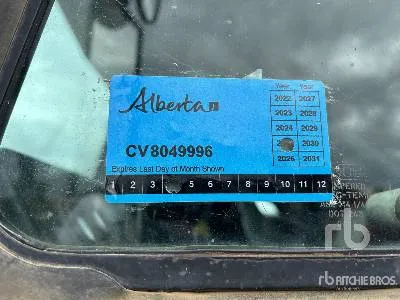 Alberta
Year Year
2022 2027
2023 2028
2024 2029
2030
2026 2031
CV8049996
Expires Last Day of Month Shown
2 3 5 6 7 8 9 10 11 12
rb
rb RITCHIE BROS.